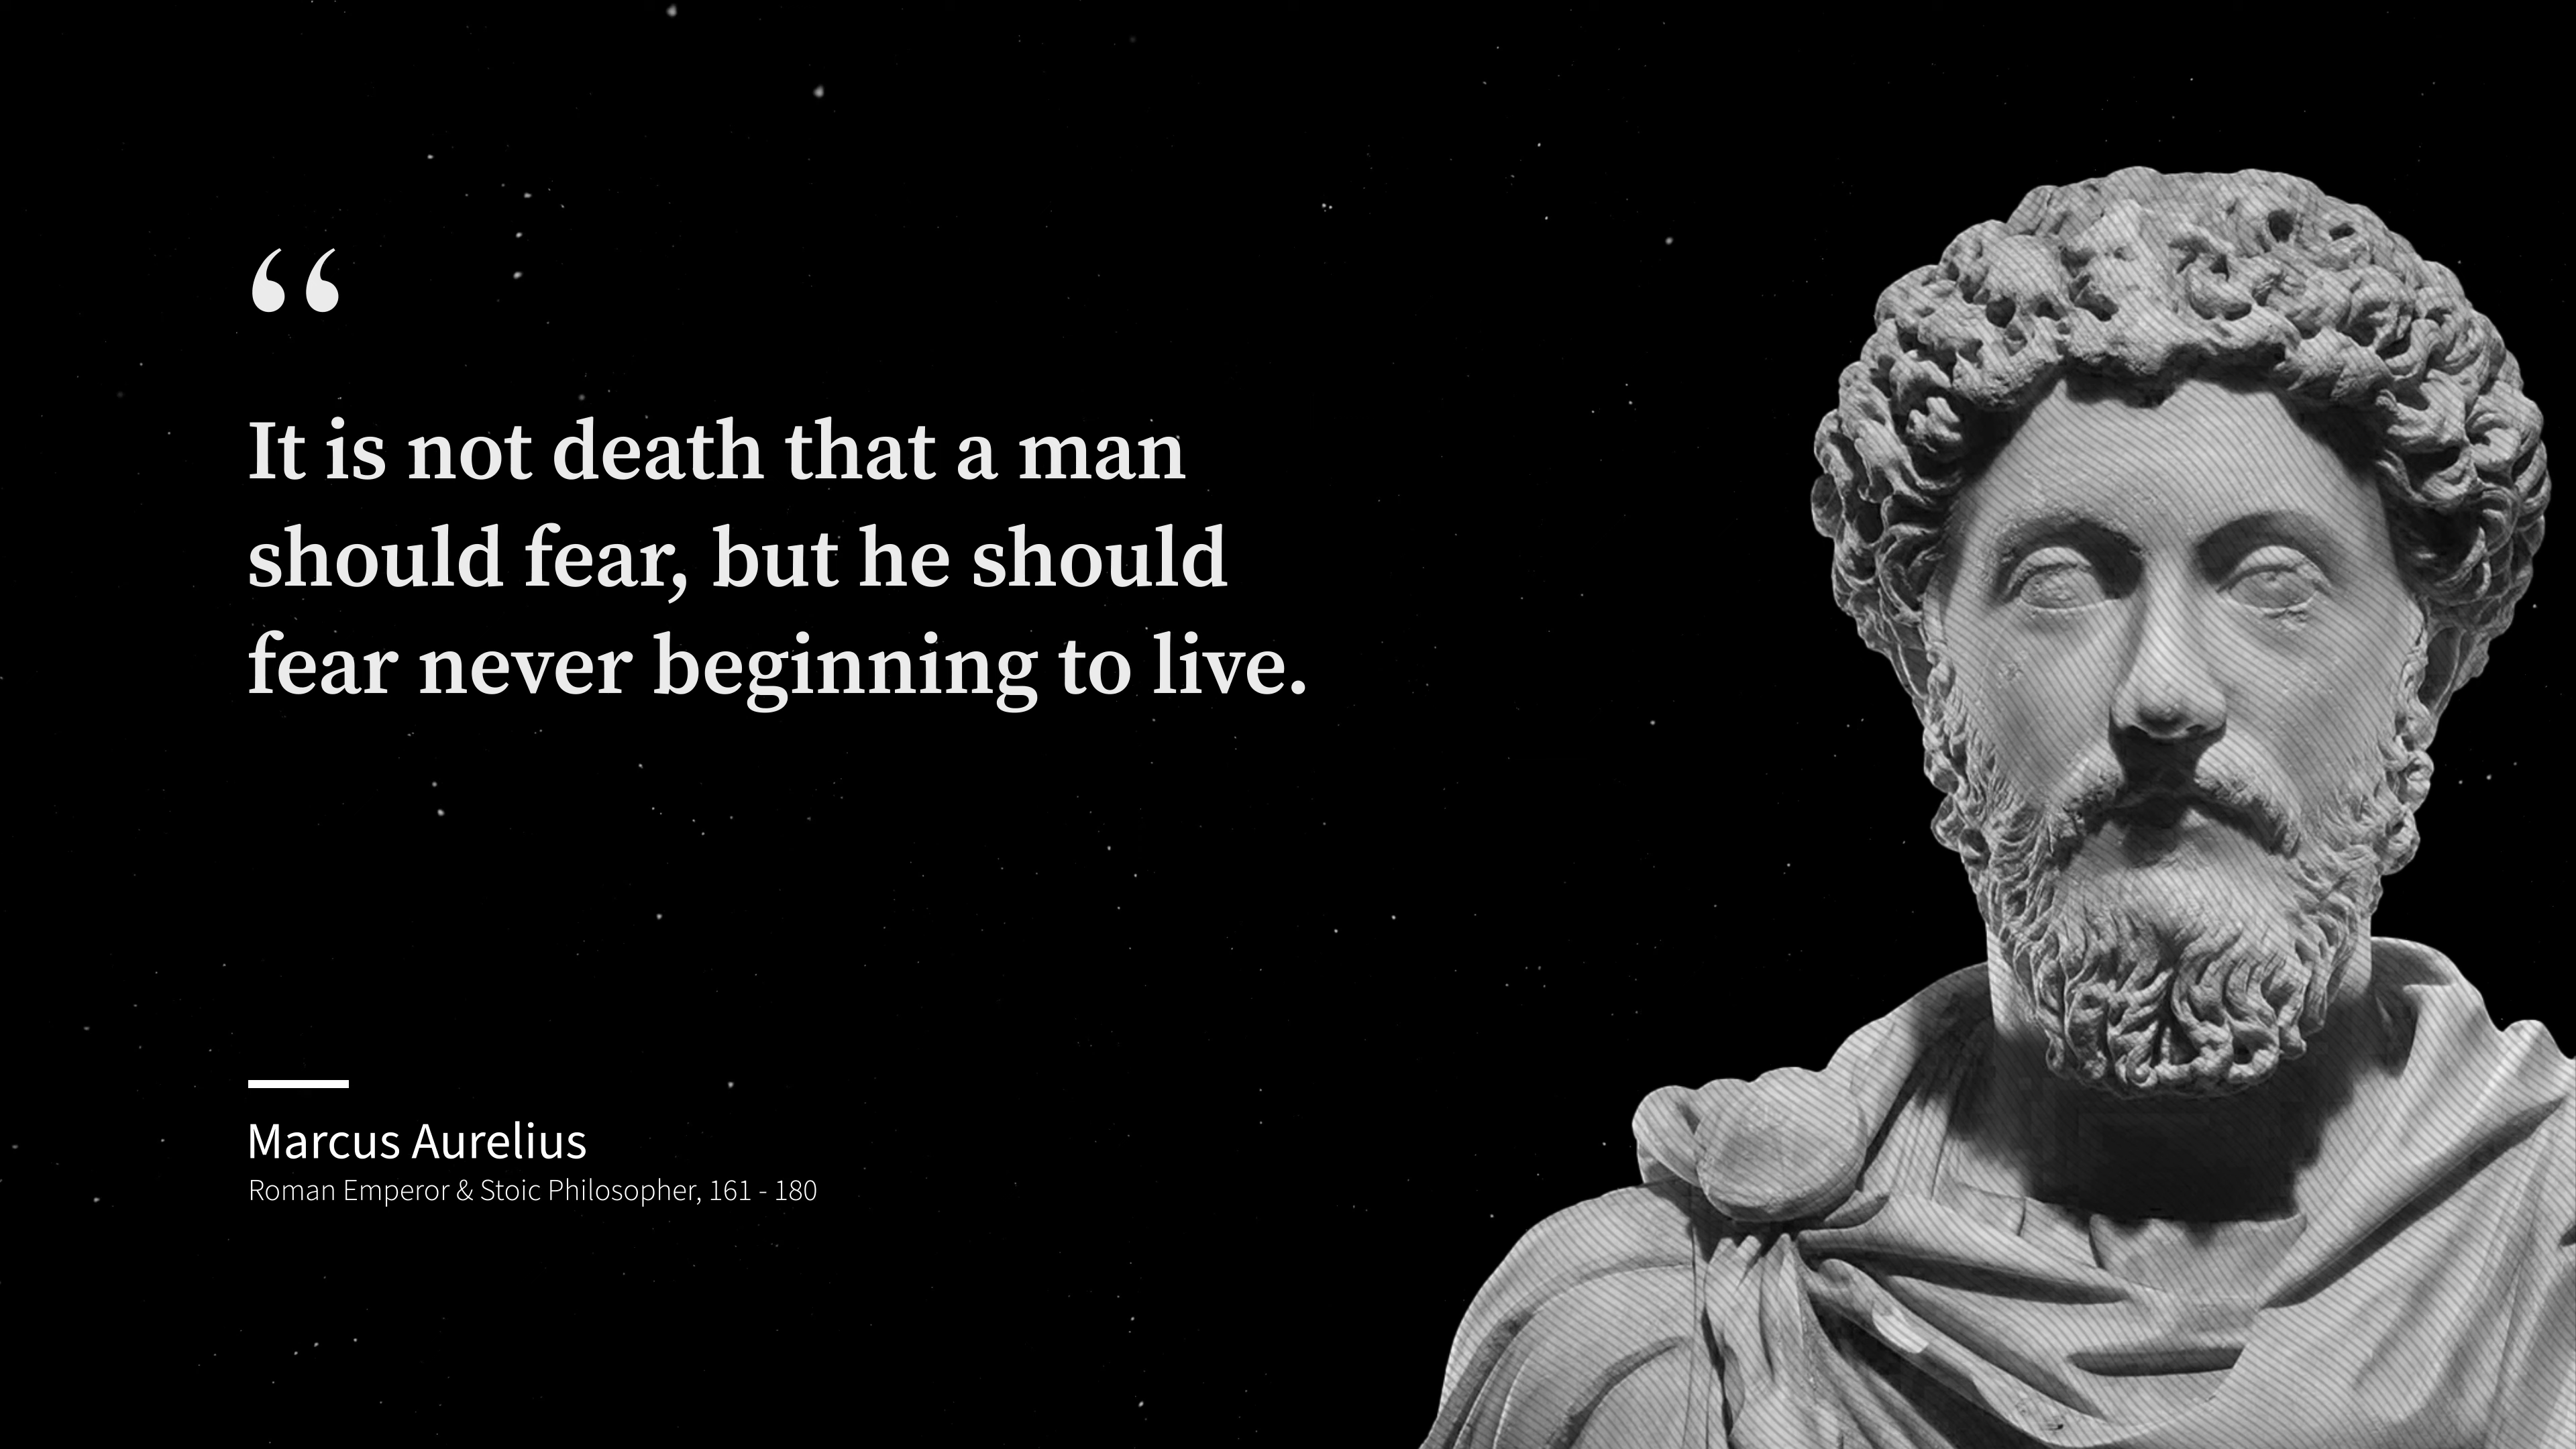 “
It is not death that a man
should fear, but he should
fear never beginning to live.
Marcus Aurelius
Roman Emperor & Stoic Philosopher, 161 - 180